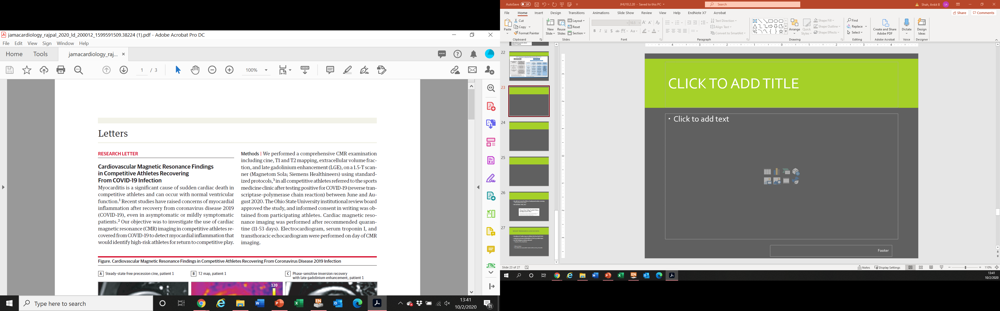 jamacardiology_rajpal_2020_ld_200012_1599591509.38224 (1).pdf - Adobe Acrobat Pro DC
File Edit View Sign Window Help
Home Tools jamacardiology_raj... ×
1 / 3 100%
Letters
RESEARCH LETTER
Cardiovascular Magnetic Resonance Findings
in Competitive Athletes Recovering
From COVID-19 Infection
Myocarditis is a significant cause of sudden cardiac death in
competitive athletes and can occur with normal ventricular
function.1 Recent studies have raised concerns of myocardial
inflammation after recovery from coronavirus disease 2019
(COVID-19), even in asymptomatic or mildly symptomatic
patients.2 Our objective was to investigate the use of cardiac
magnetic resonance (CMR) imaging in competitive athletes re-
covered from COVID-19 to detect myocardial inflammation that
would identify high-risk athletes for return to competitive play.
Methods | We performed a comprehensive CMR examination
including cine, T1 and T2 mapping, extracellular volume frac-
tion, and late gadolinium enhancement (LGE), on a 1.5-T scan-
ner (Magnetom Sola; Siemens Healthineers) using standard-
ized protocols,3 in all competitive athletes referred to the sports
medicine clinic after testing positive for COVID-19 (reverse tran-
scriptase-polymerase chain reaction) between June and Au-
gust 2020. The Ohio State University institutional review board
approved the study, and informed consent in writing was ob-
tained from participating athletes. Cardiac magnetic reso-
nance imaging was performed after recommended quaran-
tine (11-53 days). Electrocardiogram, serum troponin I, and
transthoracic echocardiogram were performed on day of CMR
imaging.
Figure. Cardiovascular Magnetic Resonance Findings in Competitive Athletes Recovering From Coronavirus Disease 2019 Infection
A Steady-state free precession cine, patient 1
B T2 map, patient 1
C Phase-sensitive inversion recovery
with late gadolinium enhancement, patient 1
120
Type here to search
13:41
10/2/2020
11
AutoSave Off
JHU10.2.20 - Saved to this PC
Search
Shah, Ankit B SA
File Home Insert Design Transitions Animations Slide Show Review View Help EndNote X7 Acrobat
Share Comments
Paste
Cut
Copy
Format Painter
Clipboard
New
Slide
Reuse
Slides
Layout
Reset
Section
Slides
10.5
Font
Text Direction
Align Text
Convert to SmartArt
Paragraph
Arrange
Quick
Styles
Shape Fill
Shape Outline
Shape Effects
Drawing
Find
Replace
Select
Editing
Create and Share
Adobe PDF
Adobe Acrobat
Dictate
Voice
Design
Ideas
Designer
22
23
24
25
26
27
WHAT REMAINS UNKNOWN
CLICK TO ADD TITLE
Click to add text
Footer
Slide 23 of 27
Notes Display Settings 110%
13:41
10/2/2020